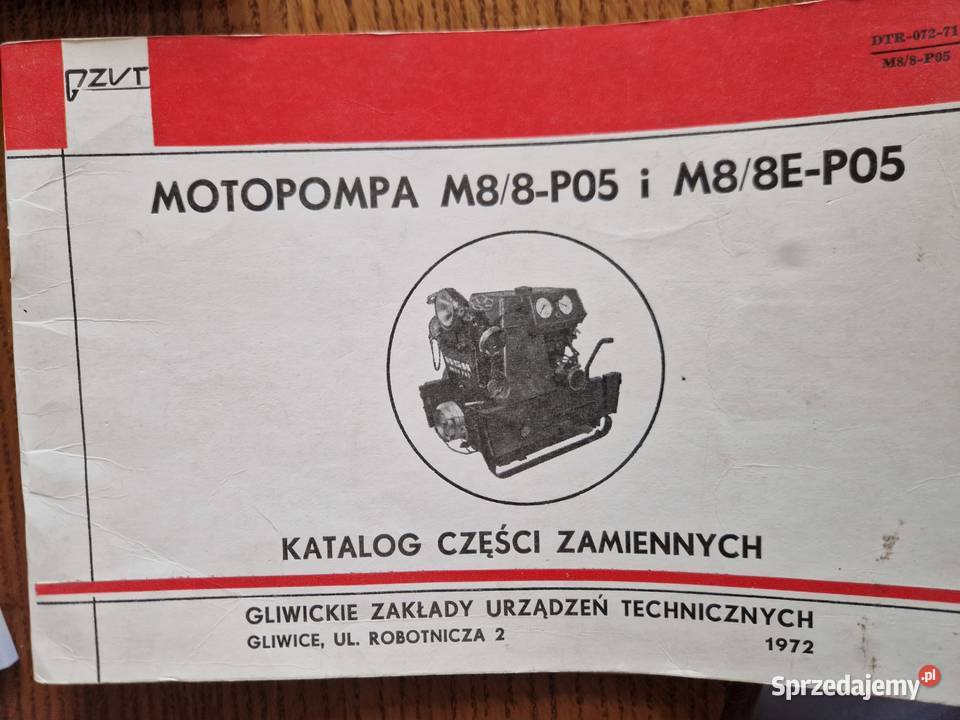 GZUT
DTR-072-71
M8/8-P05
MOTOPOMPA M8/8-P05 i M8/8E-P05
KATALOG CZĘŚCI ZAMIENNYCH
GLIWICKIE ZAKŁADY URZĄDZEŃ TECHNICZNYCH
GLIWICE, UL. ROBOTNICZA 2
1972
Sprzedajemy.pl